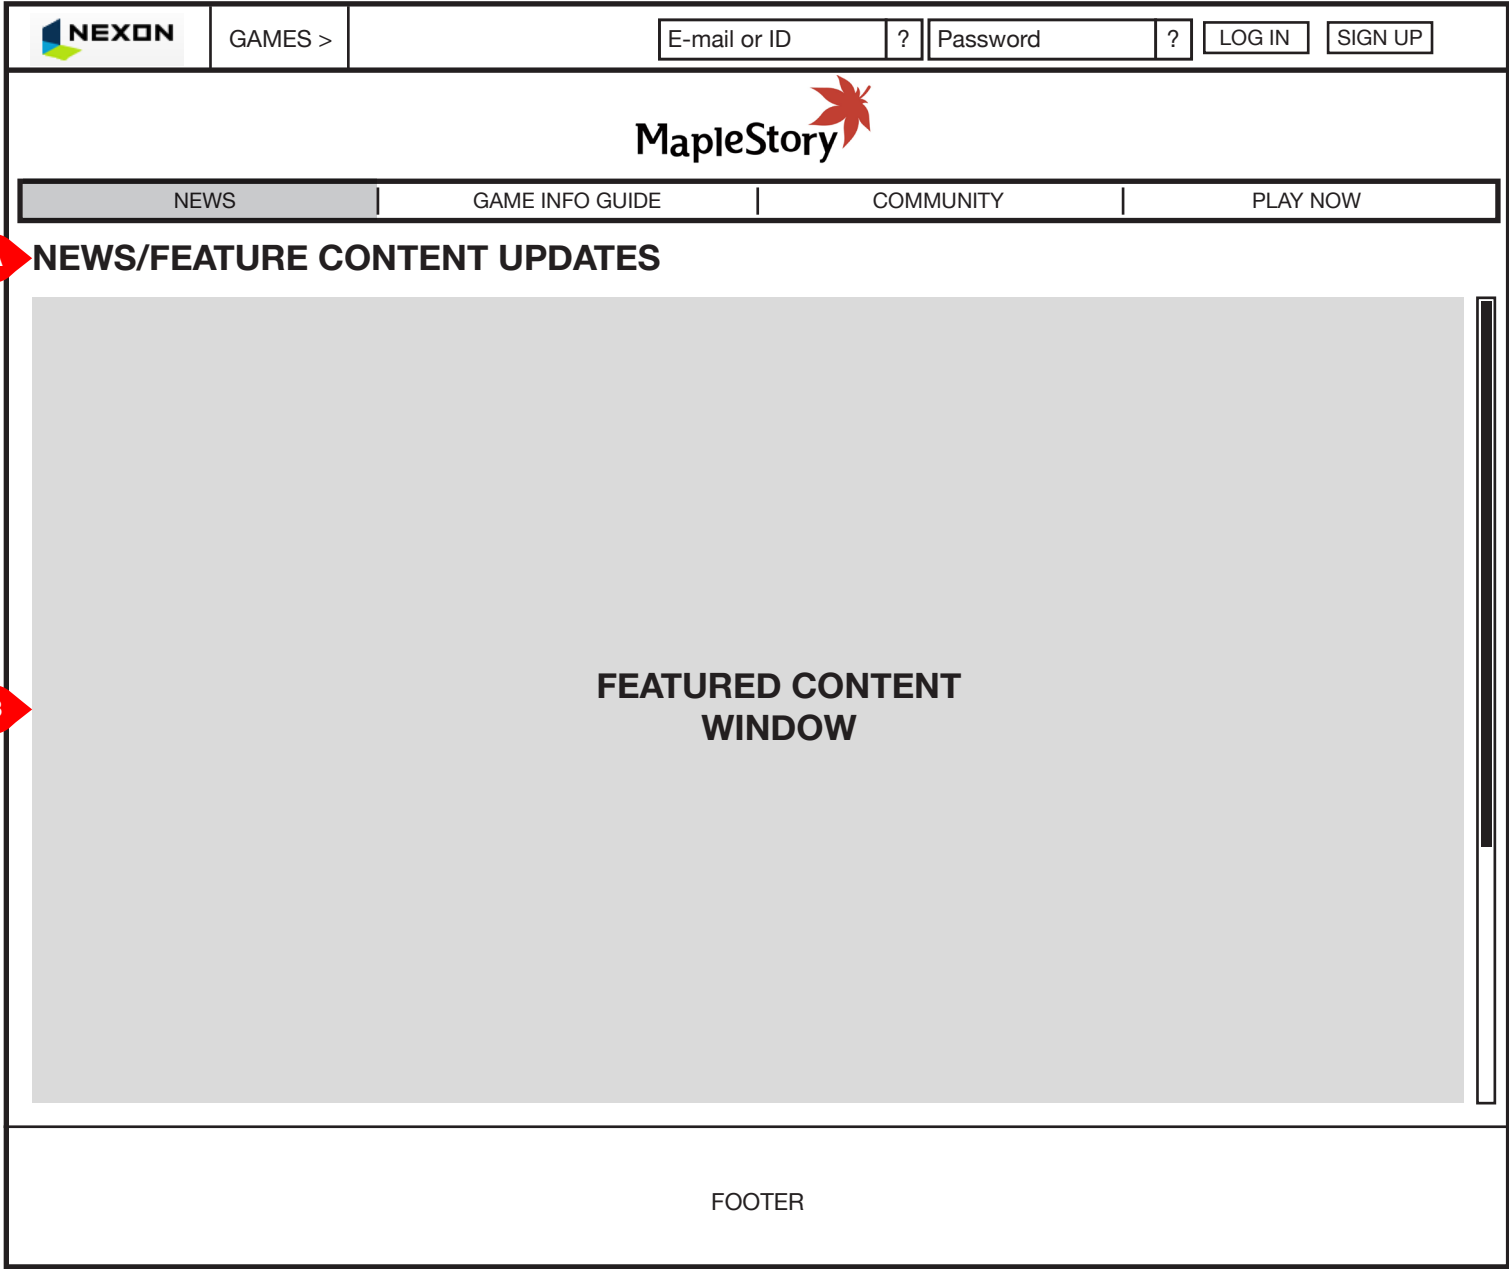 NEXON
GAMES >
E-mail or ID
?
Password
?
LOG IN
SIGN UP
MapleStory
NEWS
GAME INFO GUIDE
COMMUNITY
PLAY NOW
NEWS/FEATURE CONTENT UPDATES
FEATURED CONTENT
WINDOW
FOOTER